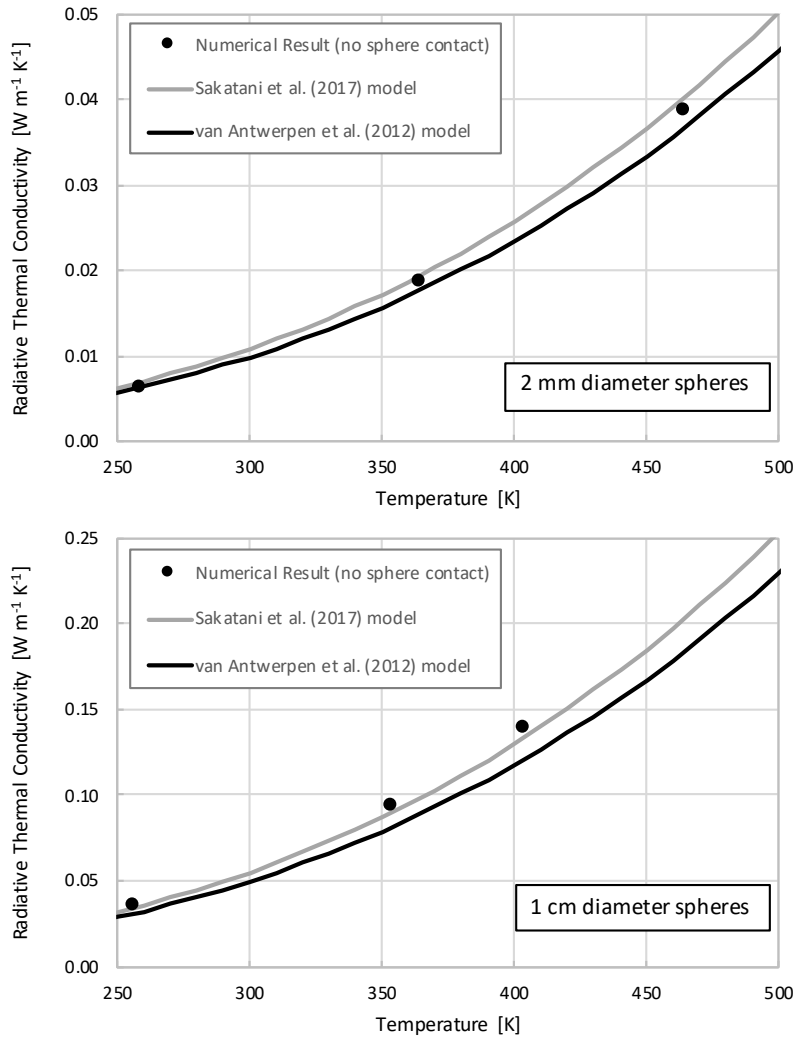 0.05
0.04
0.03
0.02
0.01
0.00
Radiative Thermal Conductivity [W m⁻¹ K⁻¹]
Numerical Result (no sphere contact)
Sakatani et al. (2017) model
van Antwerpen et al. (2012) model
2 mm diameter spheres
250 300 350 400 450 500
Temperature [K]
0.25
0.20
0.15
0.10
0.05
0.00
Radiative Thermal Conductivity [W m⁻¹ K⁻¹]
Numerical Result (no sphere contact)
Sakatani et al. (2017) model
van Antwerpen et al. (2012) model
1 cm diameter spheres
250 300 350 400 450 500
Temperature [K]